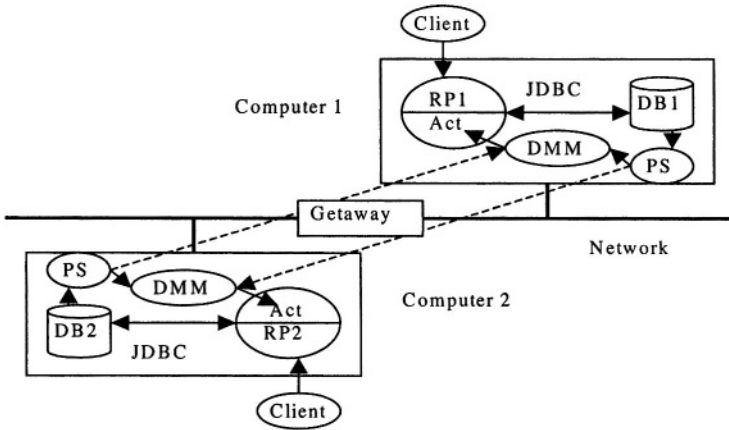 Client
Computer 1
RP1
Act
JDBC
DB1
DMM
PS
Getaway
Network
PS
DMM
Computer 2
DB2
Act
RP2
JDBC
Client